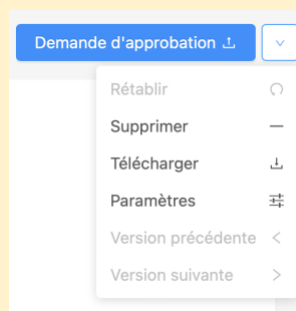 Demande d'approbation
Rétablir
Supprimer
Télécharger
Paramètres
Version précédente
Version suivante